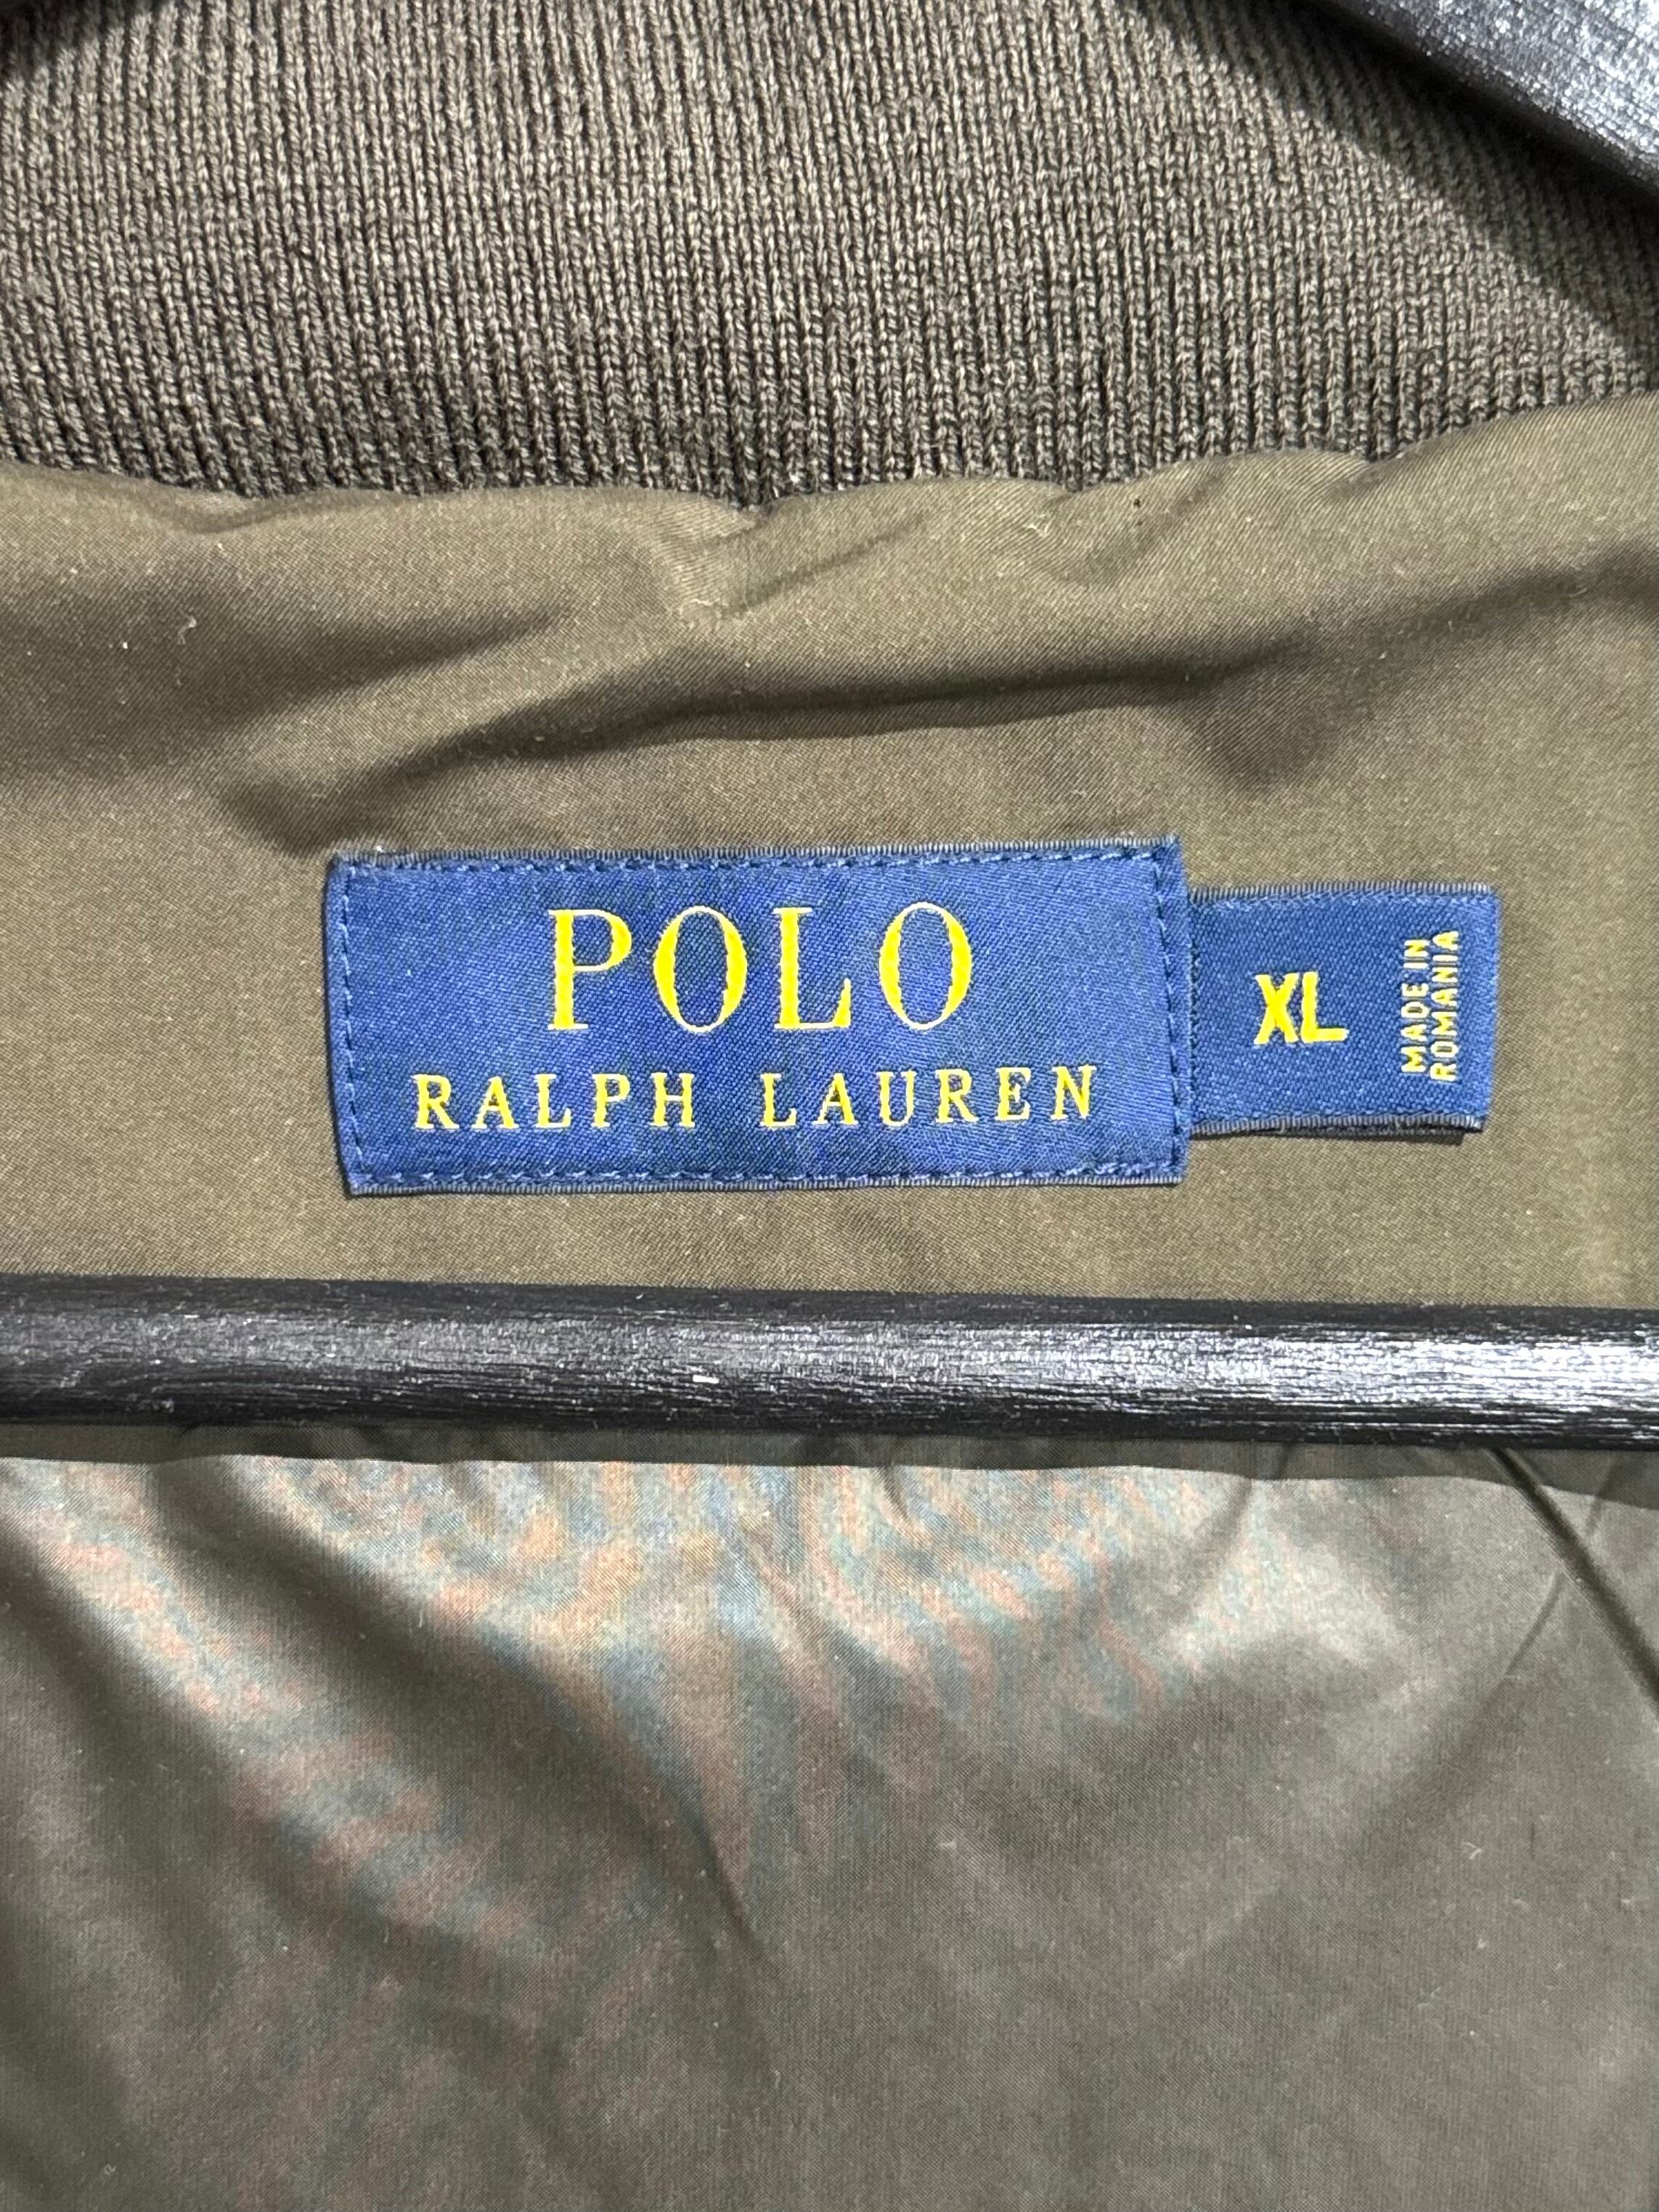 POLO
RALPH LAUREN
XL
MADE IN
ROMANIA